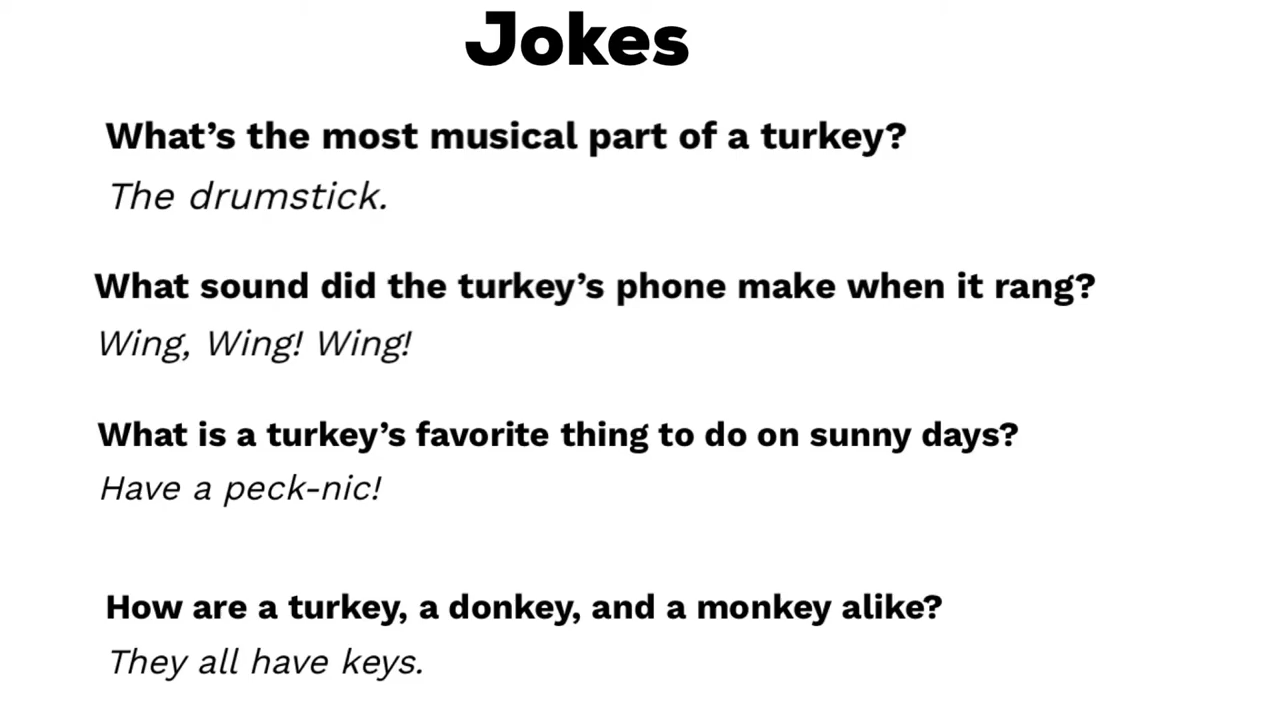 Jokes
What’s the most musical part of a turkey?
The drumstick.
What sound did the turkey’s phone make when it rang?
Wing, Wing! Wing!
What is a turkey’s favorite thing to do on sunny days?
Have a peck-nic!
How are a turkey, a donkey, and a monkey alike?
They all have keys.